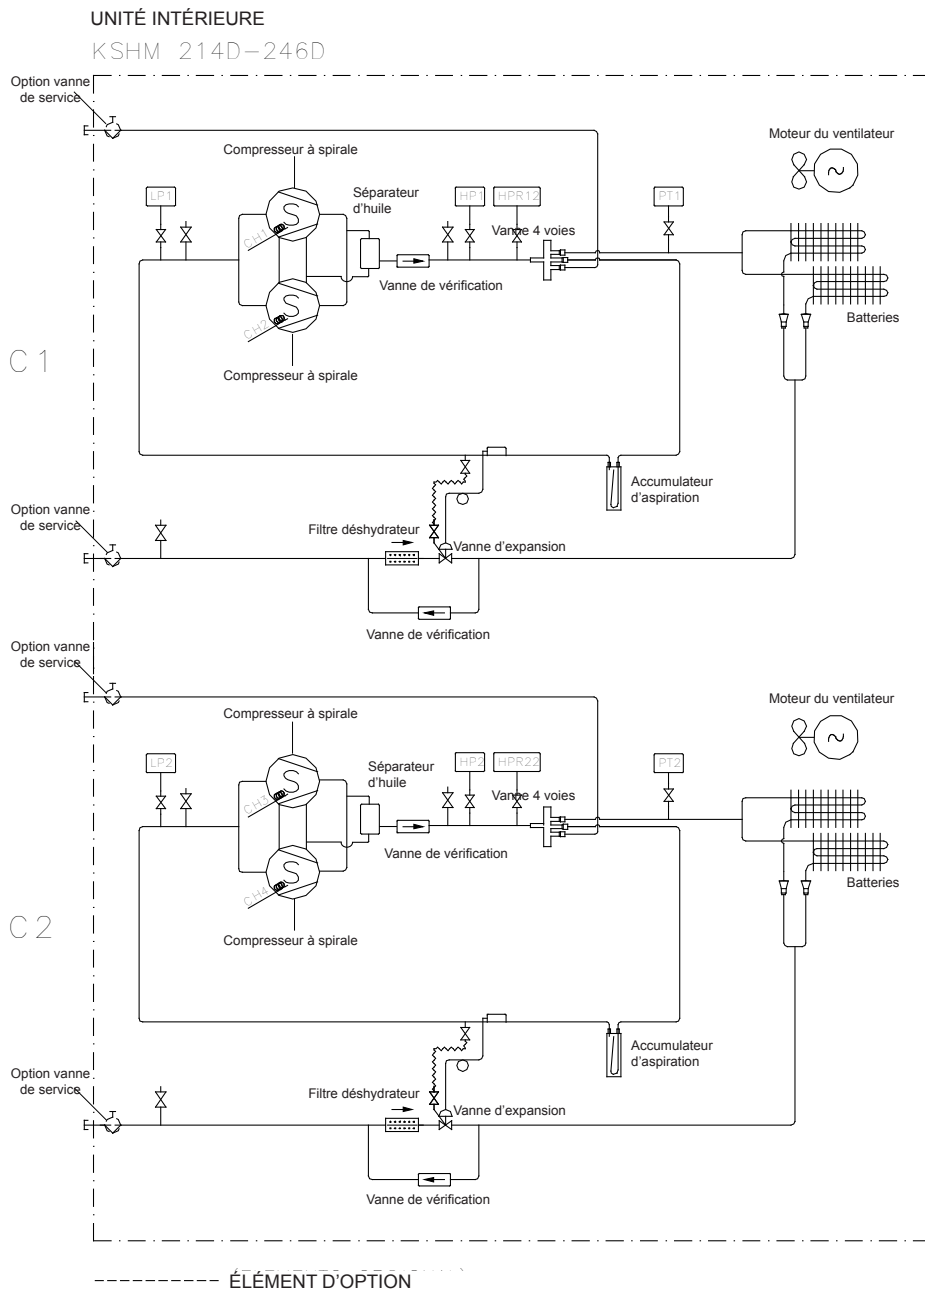 UNITÉ INTÉRIEURE
KSHM 214D-246D
Option vanne
de service
Compresseur à spirale
Moteur du ventilateur
LP1
Séparateur
d'huile
HP1
HPR12
PT1
S
CH1
Vanne 4 voies
Vanne de vérification
S
CH2
Batteries
C1
Compresseur à spirale
Accumulateur
d'aspiration
Option vanne
de service
Filtre déshydrateur
Vanne d'expansion
Vanne de vérification
Option vanne
de service
Compresseur à spirale
Moteur du ventilateur
LP2
Séparateur
d'huile
HP2
HPR22
PT2
S
CH3
Vanne 4 voies
Vanne de vérification
S
CH4
Batteries
C2
Compresseur à spirale
Accumulateur
d'aspiration
Option vanne
de service
Filtre déshydrateur
Vanne d'expansion
Vanne de vérification
ÉLÉMENT D'OPTION